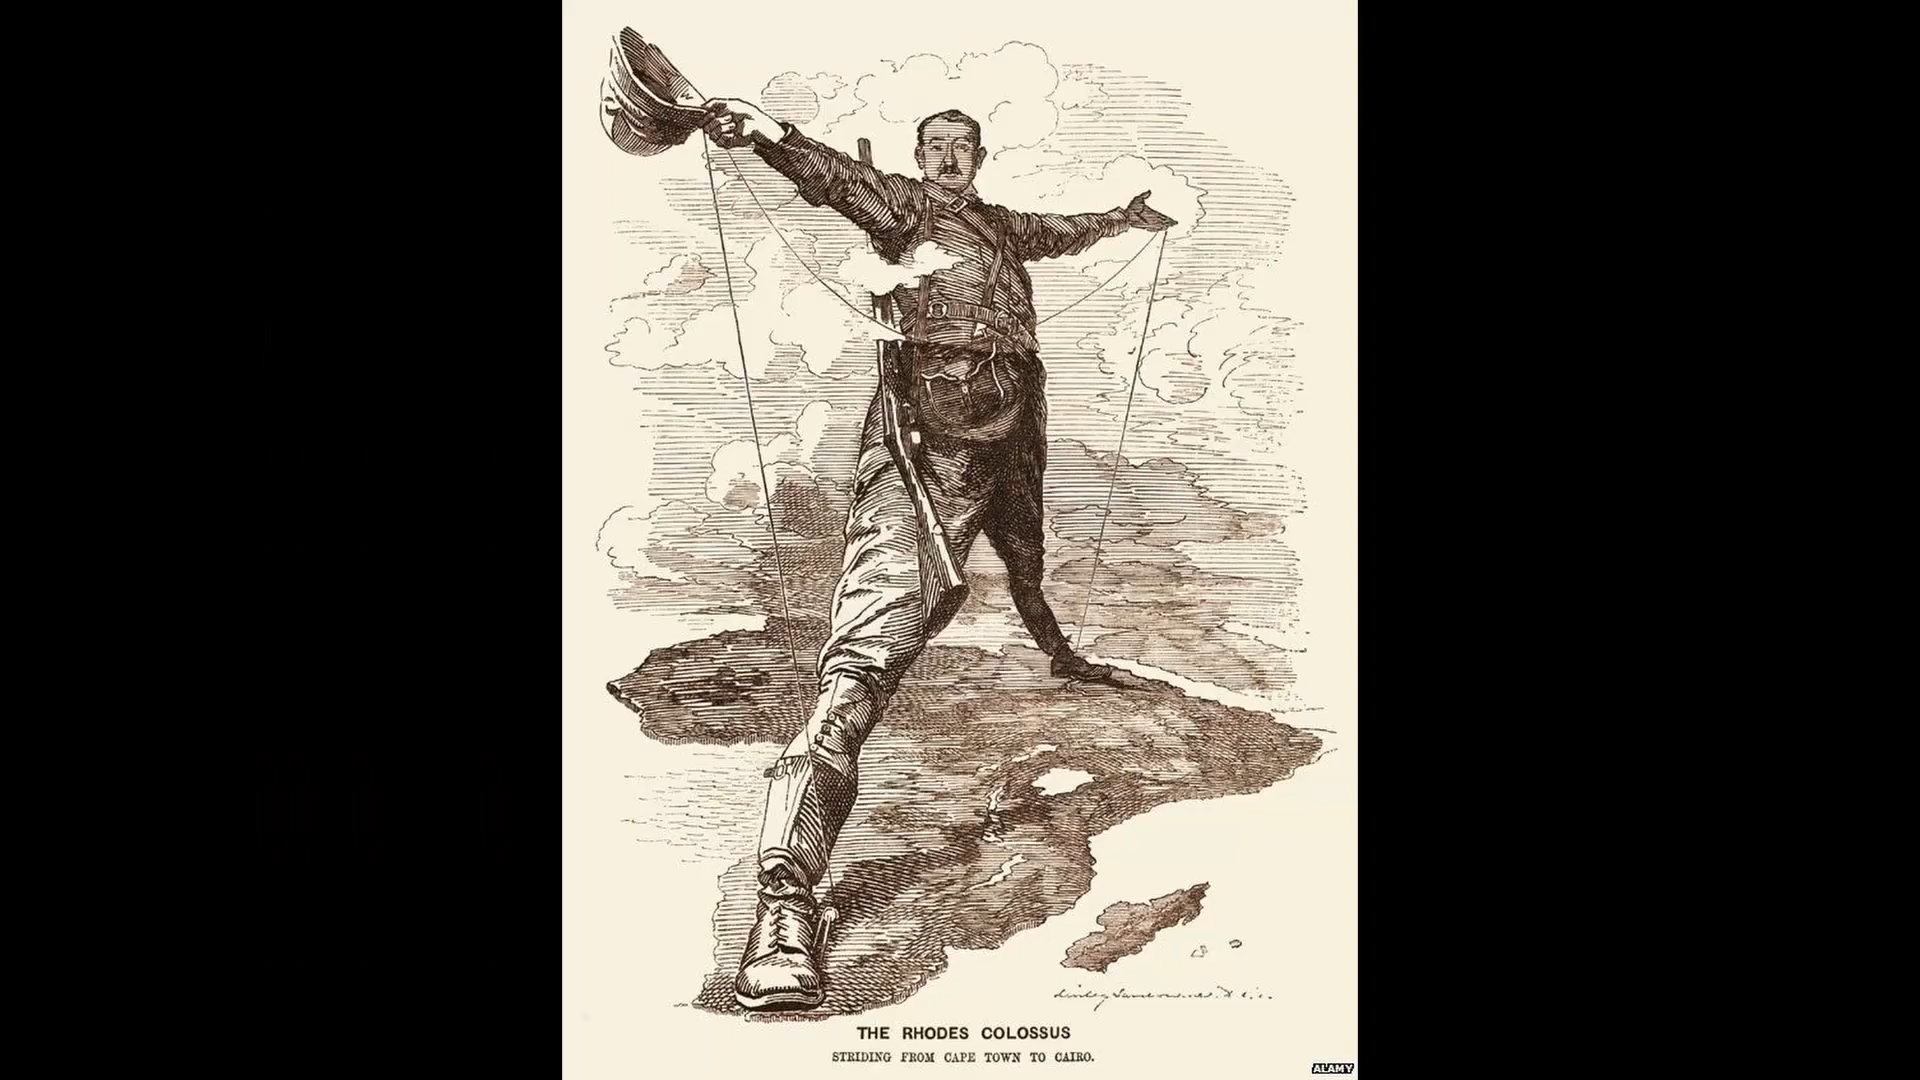 THE RHODES COLOSSUS
STRIDING FROM CAPE TOWN TO CAIRO.
ALAMY